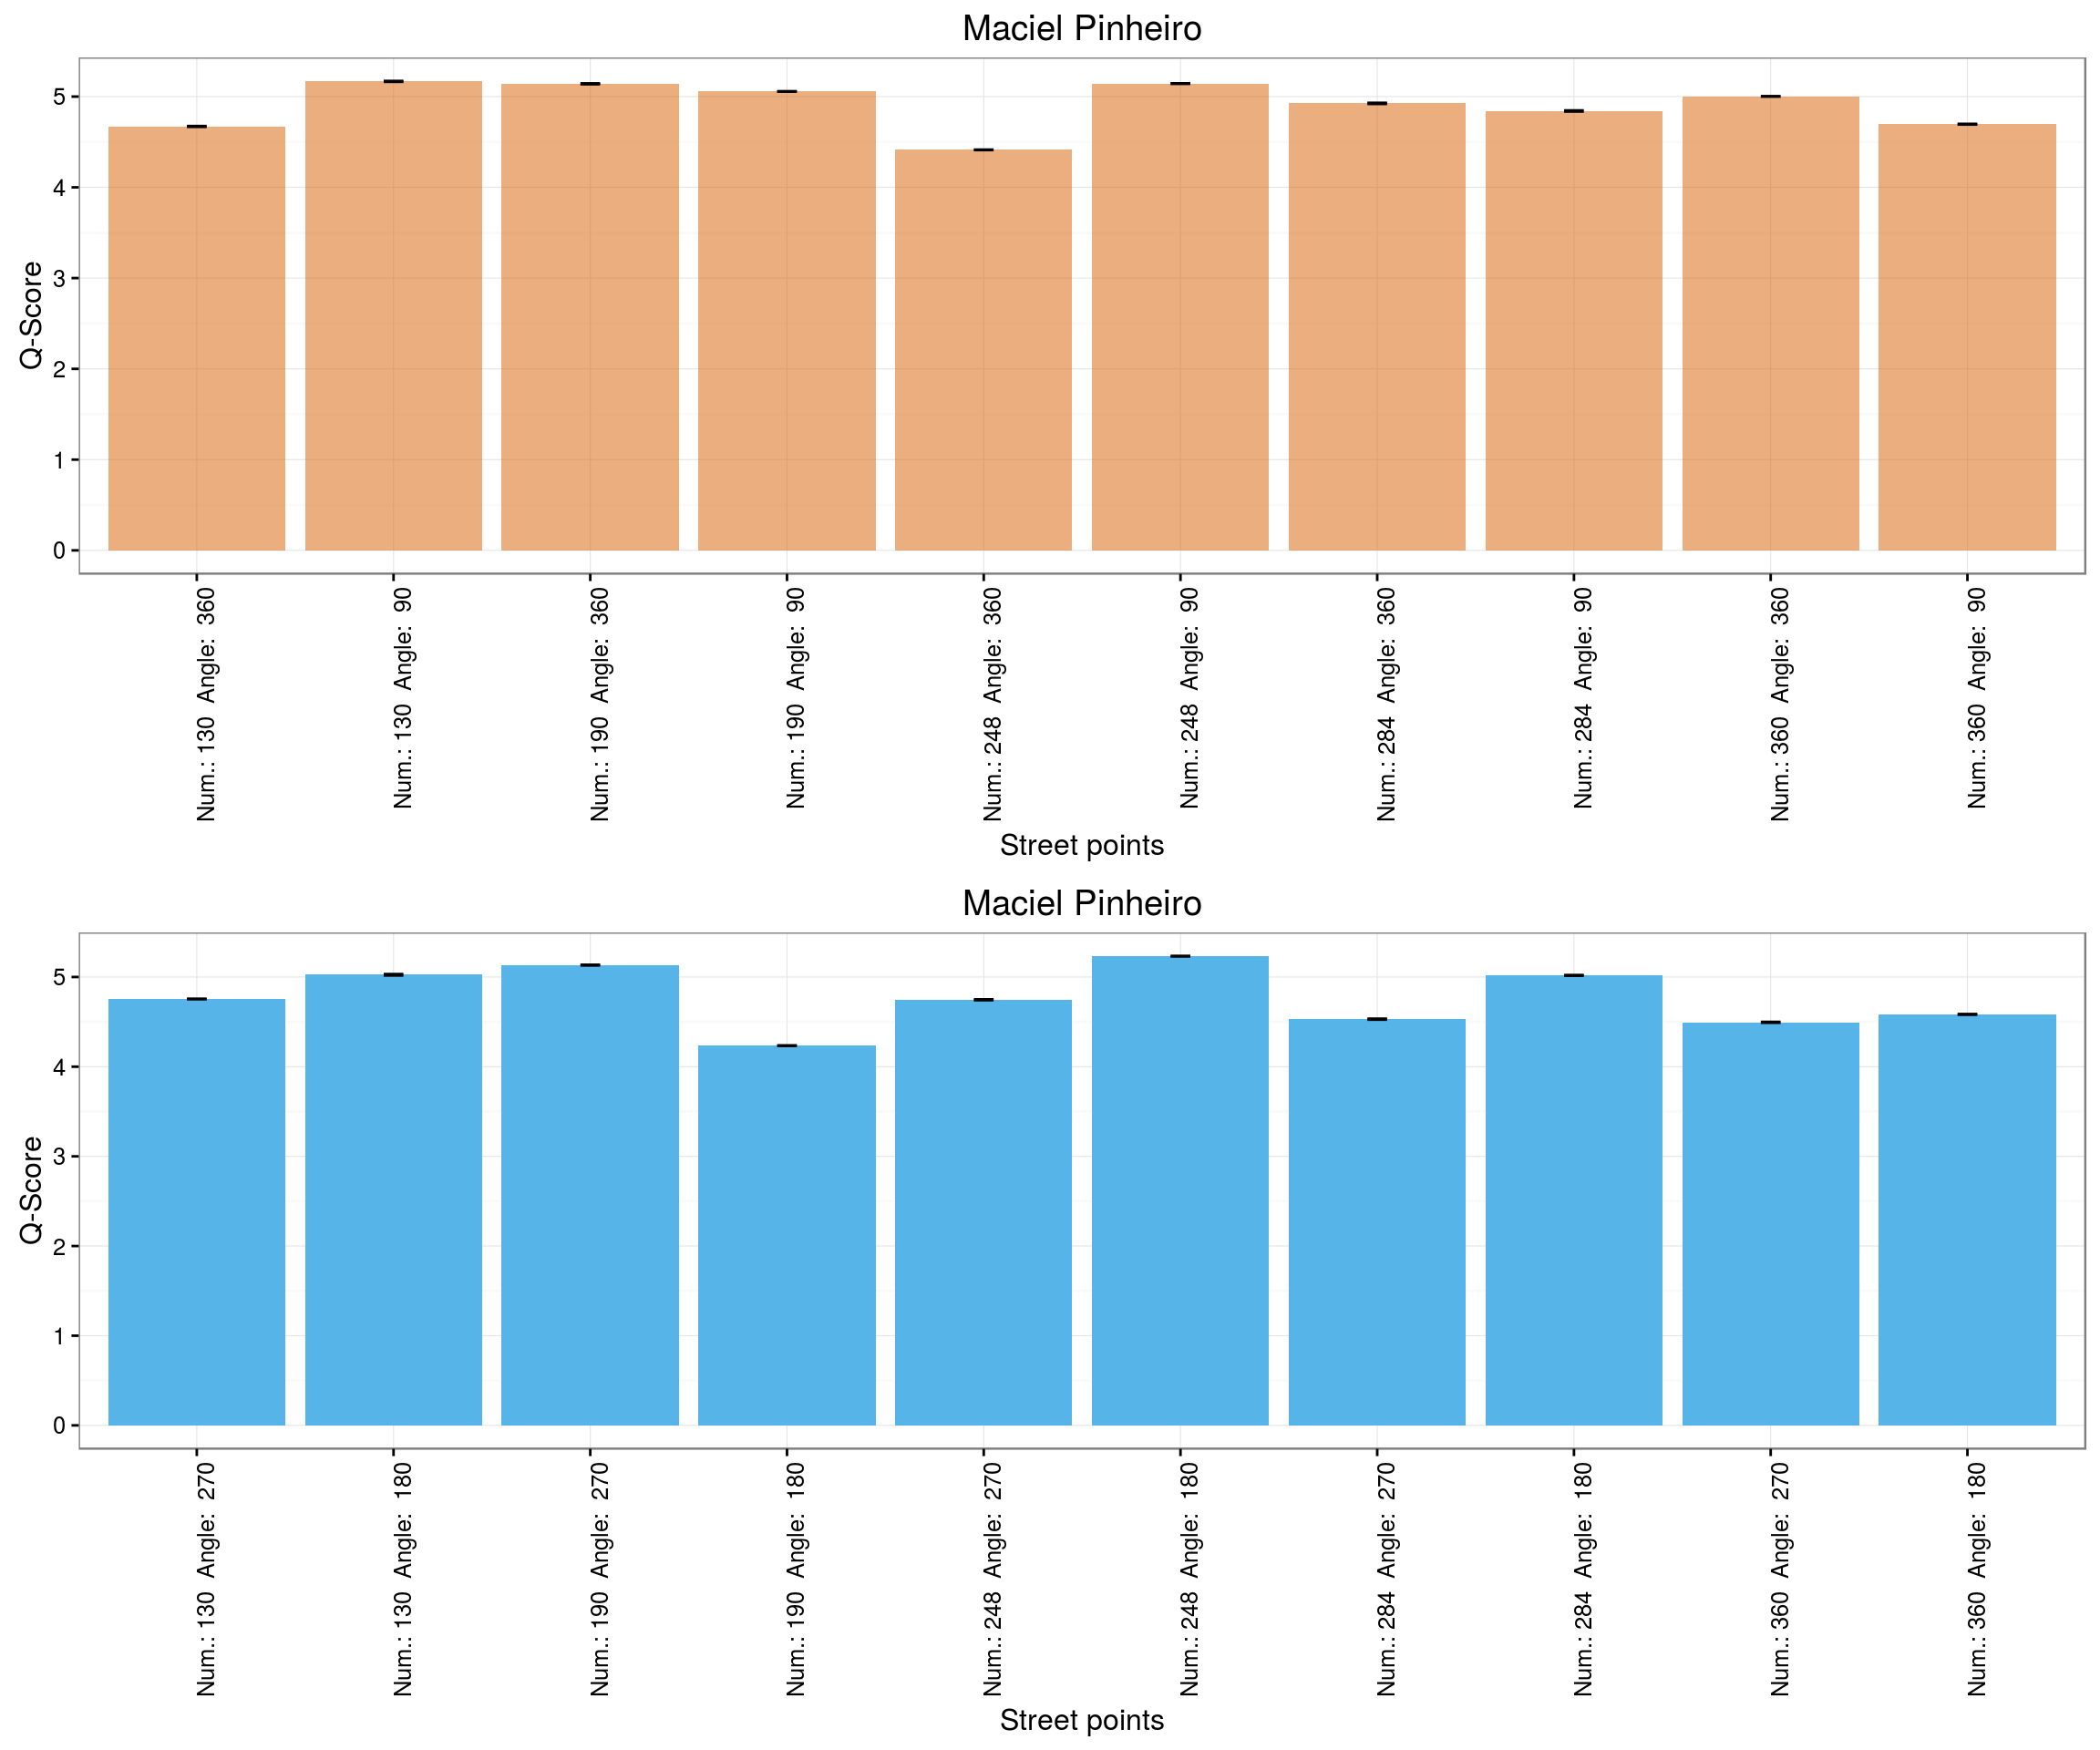 Maciel Pinheiro
Q-Score
5
4
3
2
1
0
Num.: 130 Angle: 360
Num.: 130 Angle: 90
Num.: 190 Angle: 360
Num.: 190 Angle: 90
Num.: 248 Angle: 360
Num.: 248 Angle: 90
Num.: 284 Angle: 360
Num.: 284 Angle: 90
Num.: 360 Angle: 360
Num.: 360 Angle: 90
Street points
Maciel Pinheiro
Q-Score
5
4
3
2
1
0
Num.: 130 Angle: 270
Num.: 130 Angle: 180
Num.: 190 Angle: 270
Num.: 190 Angle: 180
Num.: 248 Angle: 270
Num.: 248 Angle: 180
Num.: 284 Angle: 270
Num.: 284 Angle: 180
Num.: 360 Angle: 270
Num.: 360 Angle: 180
Street points